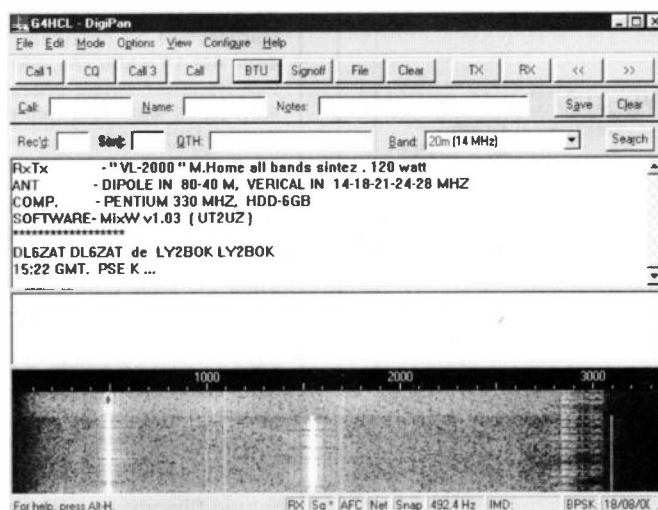 G4HCL - DigiPan
File Edit Mode Options View Configure Help
Call 1 CQ Call 3 Call BTU Signoff File Clear TX RX << >>
Call: Name: Notes: Save Clear
Rec'd: Sent: QTH: Band: 20m (14 MHz) Search
RxTx - " VL-2000 " M.Home all bands sintez . 120 watt
ANT - DIPOLE IN 80-40 M, VERICAL IN 14-18-21-24-28 MHZ
COMP. - PENTIUM 330 MHZ, HDD-6GB
SOFTWARE- MixW v1.03 ( UT2UZ )
******************
DL6ZAT DL6ZAT de LY2BOK LY2BOK
15:22 GMT. PSE K ...
1000 2000 3000
For help, press Alt-H. RX Sq * AFC Net Snap 492.4 Hz IMD: BPSK 18/08/0